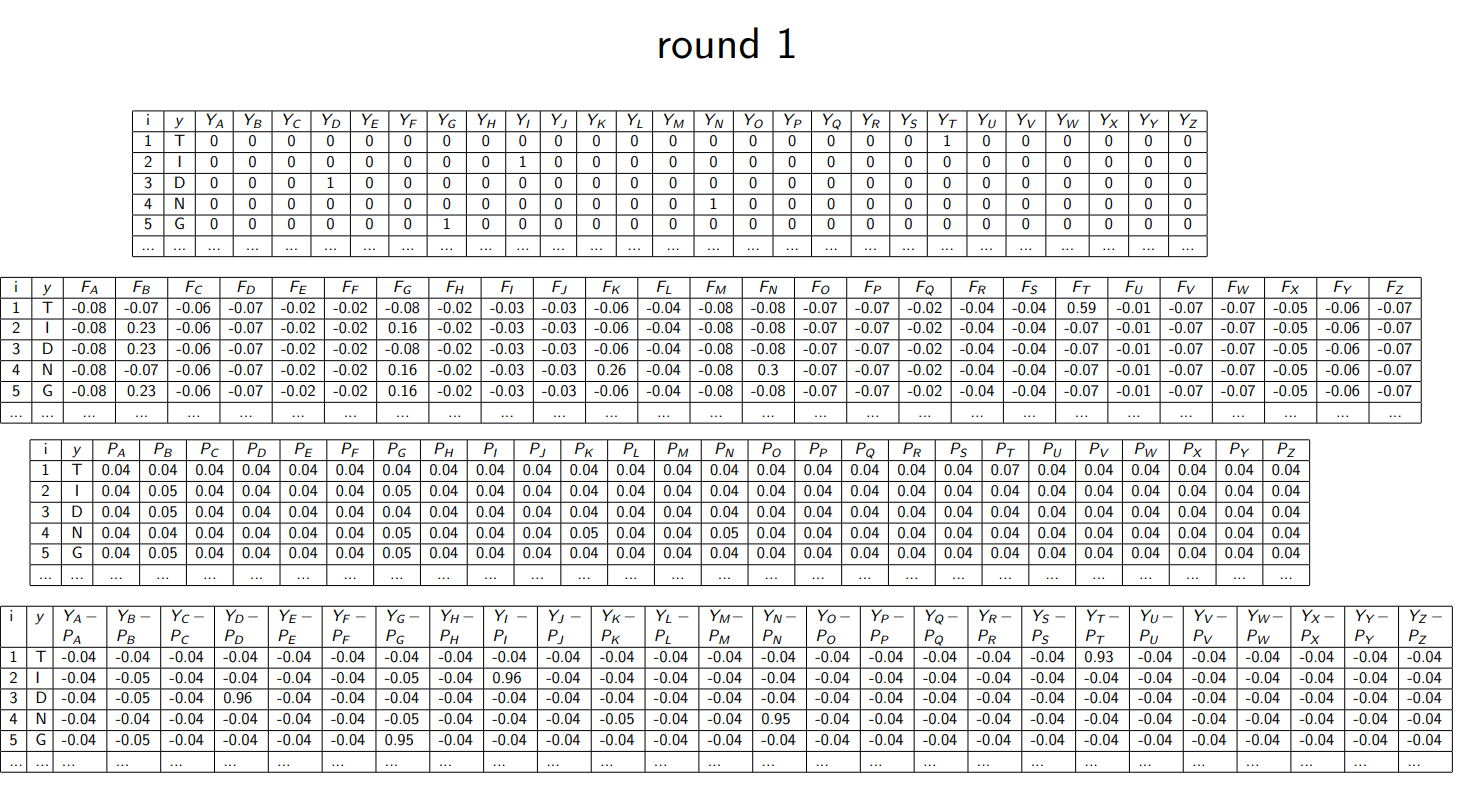 round 1
i y Y_A Y_B Y_C Y_D Y_E Y_F Y_G Y_H Y_I Y_J Y_K Y_L Y_M Y_N Y_O Y_P Y_Q Y_R Y_S Y_T Y_U Y_V Y_W Y_X Y_Y Y_Z
1 T 0 0 0 0 0 0 0 0 0 0 0 0 0 0 0 0 0 0 0 1 0 0 0 0 0 0
2 I 0 0 0 0 0 0 0 0 1 0 0 0 0 0 0 0 0 0 0 0 0 0 0 0 0 0
3 D 0 0 0 1 0 0 0 0 0 0 0 0 0 0 0 0 0 0 0 0 0 0 0 0 0 0
4 N 0 0 0 0 0 0 0 0 0 0 0 0 0 1 0 0 0 0 0 0 0 0 0 0 0 0
5 G 0 0 0 0 0 0 1 0 0 0 0 0 0 0 0 0 0 0 0 0 0 0 0 0 0 0
... ... ... ... ... ... ... ... ... ... ... ... ... ... ... ... ... ... ... ... ... ... ... ... ... ... ... ...
i y F_A F_B F_C F_D F_E F_F F_G F_H F_I F_J F_K F_L F_M F_N F_O F_P F_Q F_R F_S F_T F_U F_V F_W F_X F_Y F_Z
1 T -0.08 -0.07 -0.06 -0.07 -0.02 -0.02 -0.08 -0.02 -0.03 -0.03 -0.06 -0.04 -0.08 -0.08 -0.07 -0.07 -0.02 -0.04 -0.04 0.59 -0.01 -0.07 -0.07 -0.05 -0.06 -0.07
2 I -0.08 0.23 -0.06 -0.07 -0.02 -0.02 0.16 -0.02 -0.03 -0.03 -0.06 -0.04 -0.08 -0.08 -0.07 -0.07 -0.02 -0.04 -0.04 -0.07 -0.01 -0.07 -0.07 -0.05 -0.06 -0.07
3 D -0.08 0.23 -0.06 -0.07 -0.02 -0.02 -0.08 -0.02 -0.03 -0.03 -0.06 -0.04 -0.08 -0.08 -0.07 -0.07 -0.02 -0.04 -0.04 -0.07 -0.01 -0.07 -0.07 -0.05 -0.06 -0.07
4 N -0.08 -0.07 -0.06 -0.07 -0.02 -0.02 0.16 -0.02 -0.03 -0.03 0.26 -0.04 -0.08 0.3 -0.07 -0.07 -0.02 -0.04 -0.04 -0.07 -0.01 -0.07 -0.07 -0.05 -0.06 -0.07
5 G -0.08 0.23 -0.06 -0.07 -0.02 -0.02 0.16 -0.02 -0.03 -0.03 -0.06 -0.04 -0.08 -0.08 -0.07 -0.07 -0.02 -0.04 -0.04 -0.07 -0.01 -0.07 -0.07 -0.05 -0.06 -0.07
... ... ... ... ... ... ... ... ... ... ... ... ... ... ... ... ... ... ... ... ... ... ... ... ... ... ... ...
i y P_A P_B P_C P_D P_E P_F P_G P_H P_I P_J P_K P_L P_M P_N P_O P_P P_Q P_R P_S P_T P_U P_V P_W P_X P_Y P_Z
1 T 0.04 0.04 0.04 0.04 0.04 0.04 0.04 0.04 0.04 0.04 0.04 0.04 0.04 0.04 0.04 0.04 0.04 0.04 0.04 0.07 0.04 0.04 0.04 0.04 0.04 0.04
2 I 0.04 0.05 0.04 0.04 0.04 0.04 0.05 0.04 0.04 0.04 0.04 0.04 0.04 0.04 0.04 0.04 0.04 0.04 0.04 0.04 0.04 0.04 0.04 0.04 0.04 0.04
3 D 0.04 0.05 0.04 0.04 0.04 0.04 0.04 0.04 0.04 0.04 0.04 0.04 0.04 0.04 0.04 0.04 0.04 0.04 0.04 0.04 0.04 0.04 0.04 0.04 0.04 0.04
4 N 0.04 0.04 0.04 0.04 0.04 0.04 0.05 0.04 0.04 0.04 0.05 0.04 0.04 0.05 0.04 0.04 0.04 0.04 0.04 0.04 0.04 0.04 0.04 0.04 0.04 0.04
5 G 0.04 0.05 0.04 0.04 0.04 0.04 0.05 0.04 0.04 0.04 0.04 0.04 0.04 0.04 0.04 0.04 0.04 0.04 0.04 0.04 0.04 0.04 0.04 0.04 0.04 0.04
... ... ... ... ... ... ... ... ... ... ... ... ... ... ... ... ... ... ... ... ... ... ... ... ... ... ... ...
i y Y_A − Y_B − Y_C − Y_D − Y_E − Y_F − Y_G − Y_H − Y_I − Y_J − Y_K − Y_L − Y_M − Y_N − Y_O − Y_P − Y_Q − Y_R − Y_S − Y_T − Y_U − Y_V − Y_W − Y_X − Y_Y − Y_Z −
P_A P_B P_C P_D P_E P_F P_G P_H P_I P_J P_K P_L P_M P_N P_O P_P P_Q P_R P_S P_T P_U P_V P_W P_X P_Y P_Z
1 T -0.04 -0.04 -0.04 -0.04 -0.04 -0.04 -0.04 -0.04 -0.04 -0.04 -0.04 -0.04 -0.04 -0.04 -0.04 -0.04 -0.04 -0.04 -0.04 0.93 -0.04 -0.04 -0.04 -0.04 -0.04 -0.04
2 I -0.04 -0.05 -0.04 -0.04 -0.04 -0.04 -0.05 -0.04 0.96 -0.04 -0.04 -0.04 -0.04 -0.04 -0.04 -0.04 -0.04 -0.04 -0.04 -0.04 -0.04 -0.04 -0.04 -0.04 -0.04 -0.04
3 D -0.04 -0.05 -0.04 0.96 -0.04 -0.04 -0.04 -0.04 -0.04 -0.04 -0.04 -0.04 -0.04 -0.04 -0.04 -0.04 -0.04 -0.04 -0.04 -0.04 -0.04 -0.04 -0.04 -0.04 -0.04 -0.04
4 N -0.04 -0.04 -0.04 -0.04 -0.04 -0.04 -0.05 -0.04 -0.04 -0.04 -0.05 -0.04 -0.04 0.95 -0.04 -0.04 -0.04 -0.04 -0.04 -0.04 -0.04 -0.04 -0.04 -0.04 -0.04 -0.04
5 G -0.04 -0.05 -0.04 -0.04 -0.04 -0.04 0.95 -0.04 -0.04 -0.04 -0.04 -0.04 -0.04 -0.04 -0.04 -0.04 -0.04 -0.04 -0.04 -0.04 -0.04 -0.04 -0.04 -0.04 -0.04 -0.04
... ... ... ... ... ... ... ... ... ... ... ... ... ... ... ... ... ... ... ... ... ... ... ... ... ... ... ...